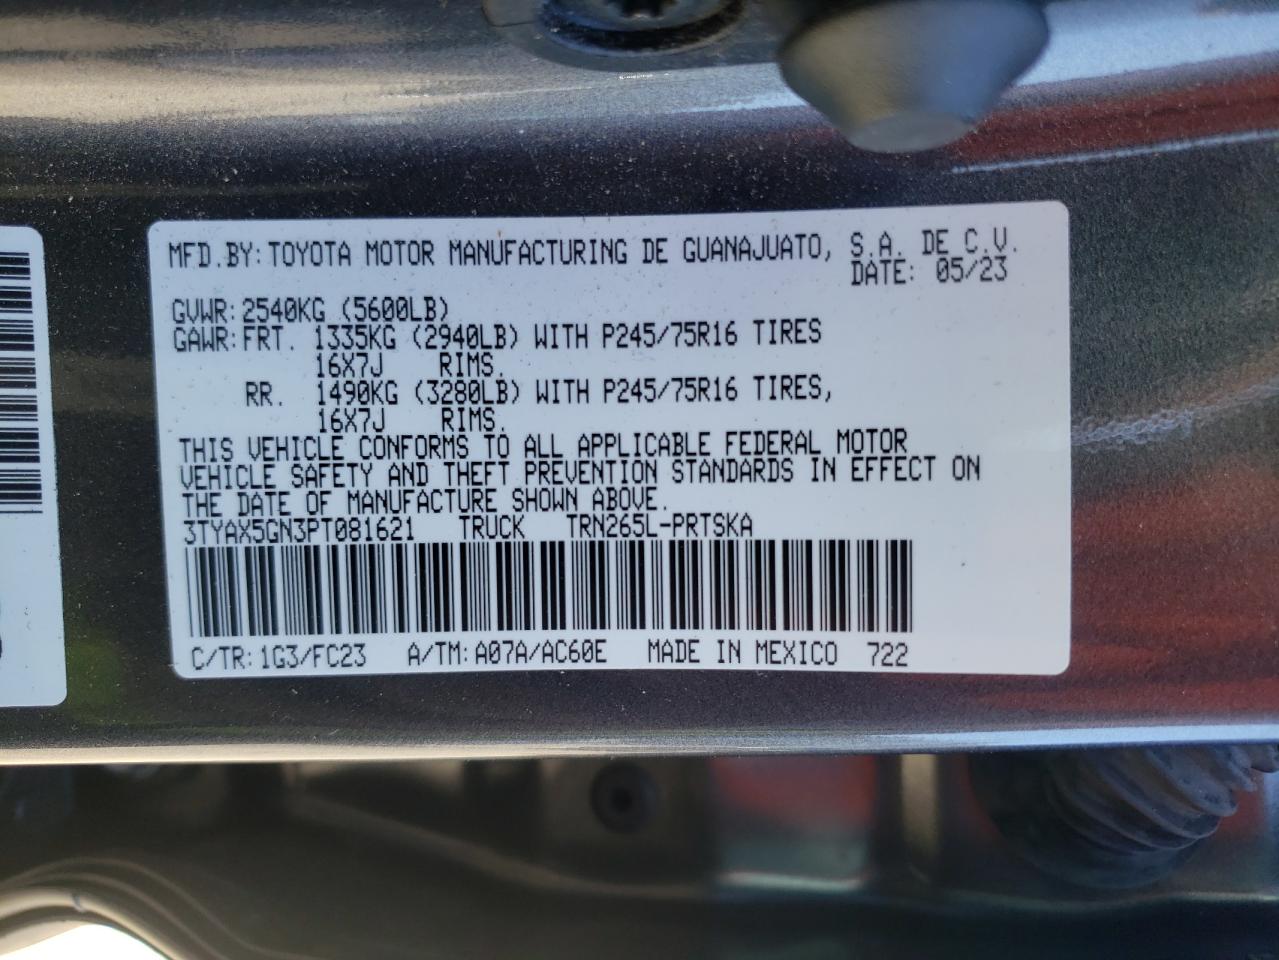 MFD.BY: TOYOTA MOTOR MANUFACTURING DE GUANAJUATO, S.A. DE C.V.
DATE: 05/23
GVWR: 2540KG (5600LB)
GAWR: FRT. 1335KG (2940LB) WITH P245/75R16 TIRES
16X7J RIMS.
RR. 1490KG (3280LB) WITH P245/75R16 TIRES,
16X7J RIMS.
THIS VEHICLE CONFORMS TO ALL APPLICABLE FEDERAL MOTOR
VEHICLE SAFETY AND THEFT PREVENTION STANDARDS IN EFFECT ON
THE DATE OF MANUFACTURE SHOWN ABOVE.
3TYAX5GN3PT081621 TRUCK TRN265L-PRTSKA
C/TR: 1G3/FC23 A/TM: A07A/AC60E MADE IN MEXICO 722